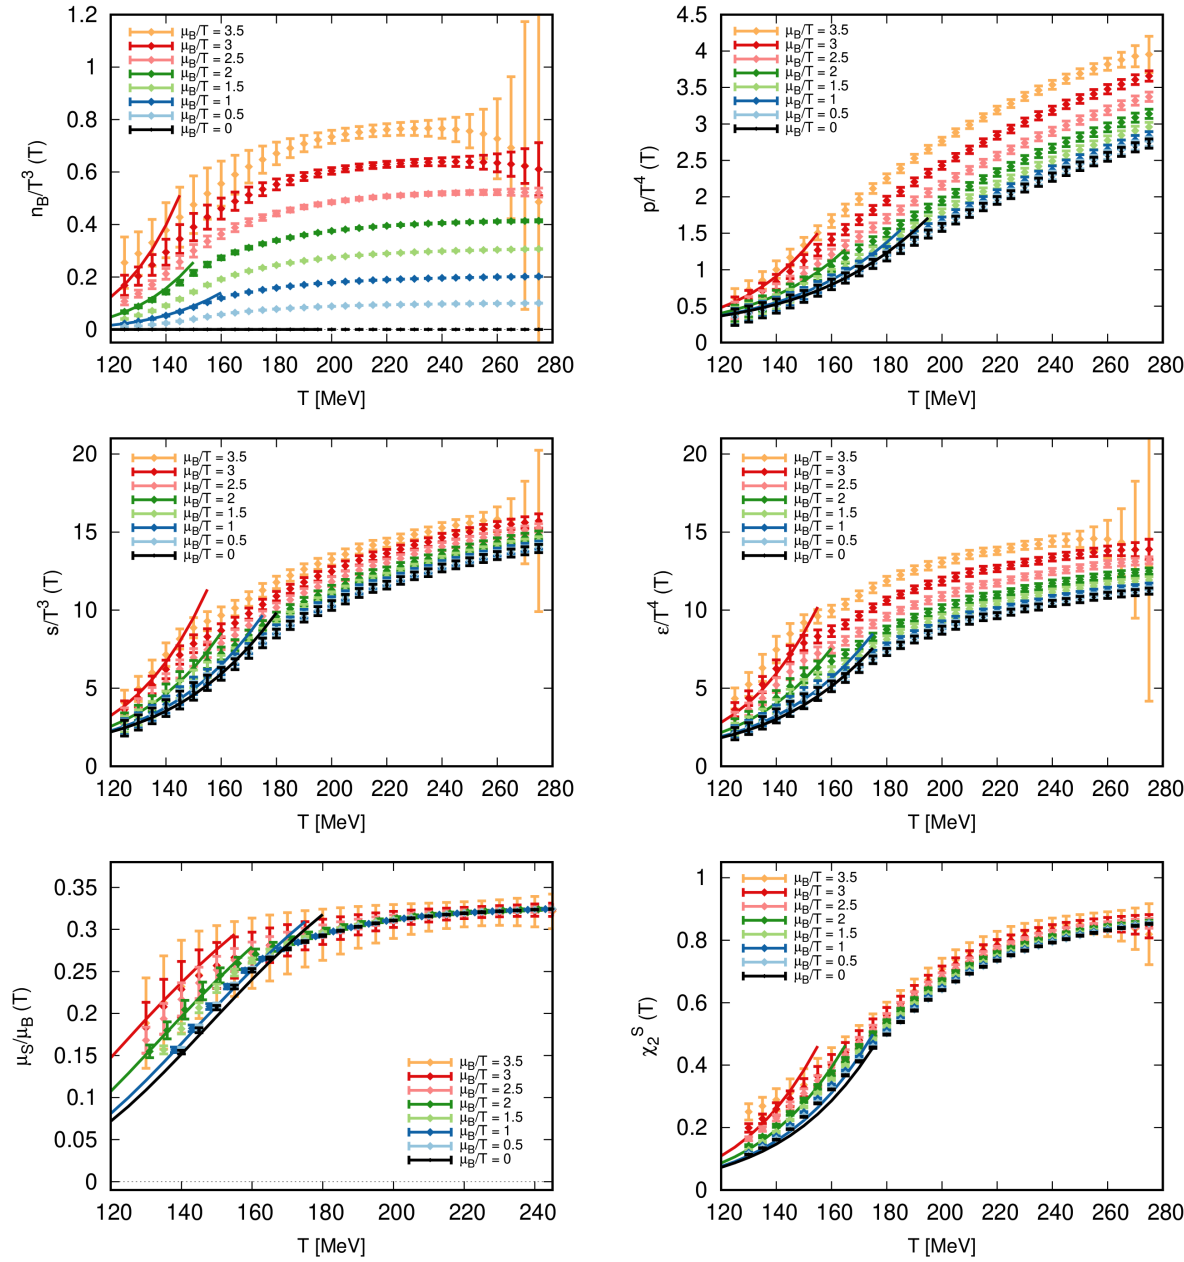 1.2
1
0.8
0.6
0.4
0.2
0
n_B/T^3 (T)
μ_B/T = 3.5
μ_B/T = 3
μ_B/T = 2.5
μ_B/T = 2
μ_B/T = 1.5
μ_B/T = 1
μ_B/T = 0.5
μ_B/T = 0
120 140 160 180 200 220 240 260 280
T [MeV]
4.5
4
3.5
3
2.5
2
1.5
1
0.5
0
p/T^4 (T)
μ_B/T = 3.5
μ_B/T = 3
μ_B/T = 2.5
μ_B/T = 2
μ_B/T = 1.5
μ_B/T = 1
μ_B/T = 0.5
μ_B/T = 0
120 140 160 180 200 220 240 260 280
T [MeV]
20
15
10
5
0
s/T^3 (T)
μ_B/T = 3.5
μ_B/T = 3
μ_B/T = 2.5
μ_B/T = 2
μ_B/T = 1.5
μ_B/T = 1
μ_B/T = 0.5
μ_B/T = 0
120 140 160 180 200 220 240 260 280
T [MeV]
20
15
10
5
0
ε/T^4 (T)
μ_B/T = 3.5
μ_B/T = 3
μ_B/T = 2.5
μ_B/T = 2
μ_B/T = 1.5
μ_B/T = 1
μ_B/T = 0.5
μ_B/T = 0
120 140 160 180 200 220 240 260 280
T [MeV]
0.35
0.3
0.25
0.2
0.15
0.1
0.05
0
μ_S/μ_B (T)
μ_B/T = 3.5
μ_B/T = 3
μ_B/T = 2.5
μ_B/T = 2
μ_B/T = 1.5
μ_B/T = 1
μ_B/T = 0.5
μ_B/T = 0
120 140 160 180 200 220 240
T [MeV]
1
0.8
0.6
0.4
0.2
0
χ_2^S (T)
μ_B/T = 3.5
μ_B/T = 3
μ_B/T = 2.5
μ_B/T = 2
μ_B/T = 1.5
μ_B/T = 1
μ_B/T = 0.5
μ_B/T = 0
120 140 160 180 200 220 240 260 280
T [MeV]